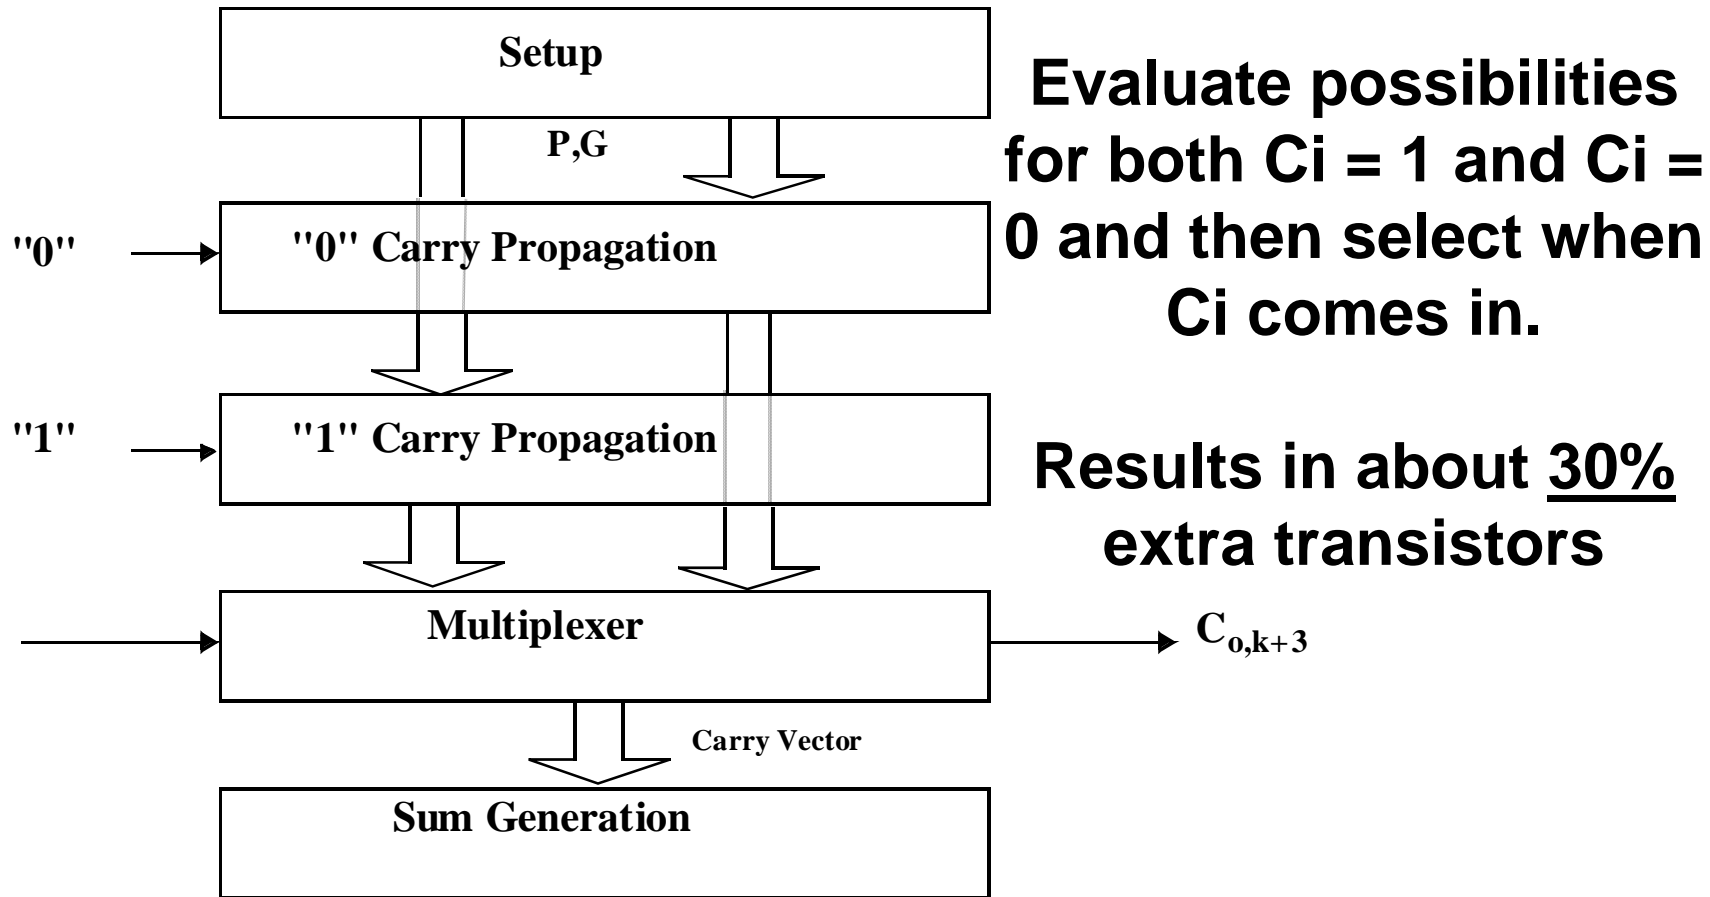 Setup
P,G
"0"
"0" Carry Propagation
"1"
"1" Carry Propagation
Multiplexer
Co,k+3
Carry Vector
Sum Generation
Evaluate possibilities
for both Ci = 1 and Ci =
0 and then select when
Ci comes in.
Results in about 30%
extra transistors